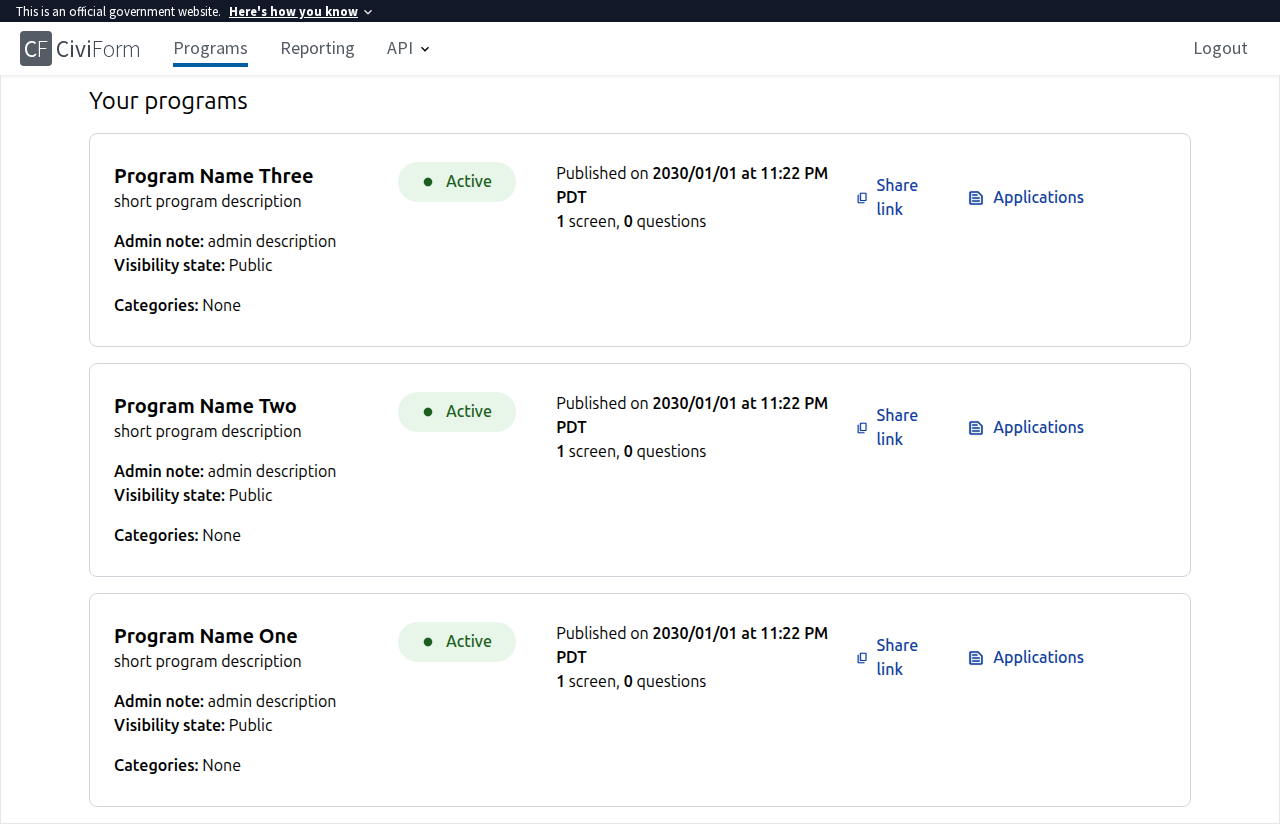 This is an official government website. Here's how you know
CF CiviForm Programs Reporting API Logout
Your programs
Program Name Three
short program description
Admin note: admin description
Visibility state: Public
Categories: None
Active
Published on 2030/01/01 at 11:22 PM
PDT
1 screen, 0 questions
Share
link
Applications
Program Name Two
short program description
Admin note: admin description
Visibility state: Public
Categories: None
Active
Published on 2030/01/01 at 11:22 PM
PDT
1 screen, 0 questions
Share
link
Applications
Program Name One
short program description
Admin note: admin description
Visibility state: Public
Categories: None
Active
Published on 2030/01/01 at 11:22 PM
PDT
1 screen, 0 questions
Share
link
Applications